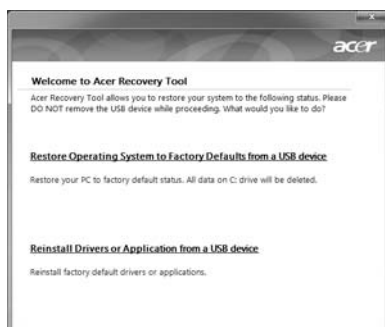 acer
Welcome to Acer Recovery Tool
Acer Recovery Tool allows you to restore your system to the following status. Please
DO NOT remove the USB device while proceeding. What would you like to do?
Restore Operating System to Factory Defaults from a USB device
Restore your PC to factory default status. All data on C: drive will be deleted.
Reinstall Drivers or Application from a USB device
Reinstall factory default drivers or applications.